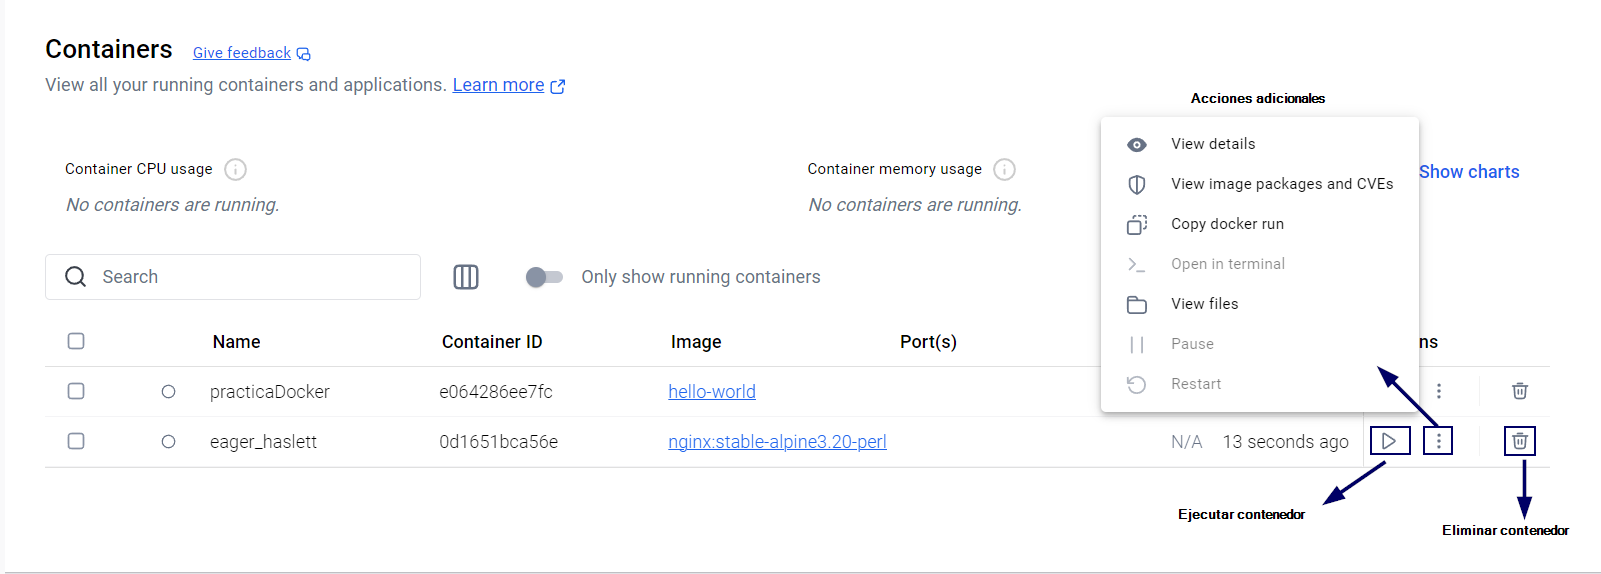 Containers Give feedback
View all your running containers and applications. Learn more
Acciones adicionales
Container CPU usage
No containers are running.
Container memory usage
No containers are running.
Show charts
View details
View image packages and CVEs
Copy docker run
Open in terminal
View files
Pause
Restart
Search
Only show running containers
Name Container ID Image Port(s) ns
practicaDocker e064286ee7fc hello-world
eager_haslett 0d1651bca56e nginx:stable-alpine3.20-perl N/A 13 seconds ago
Ejecutar contenedor
Eliminar contenedor